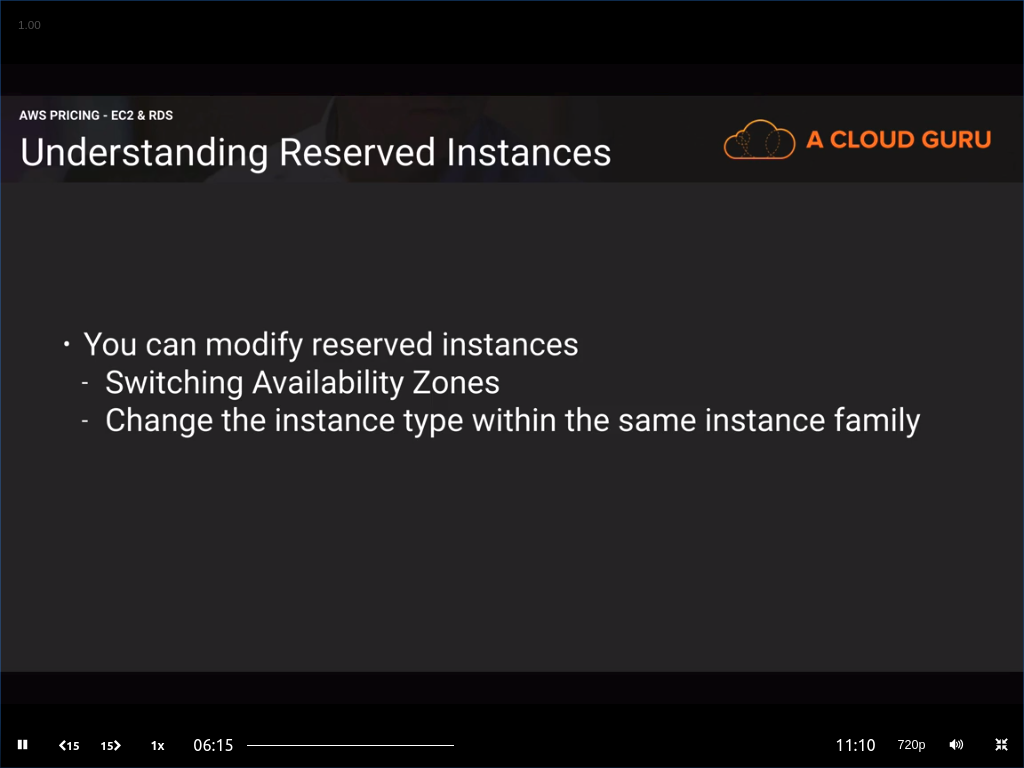 1.00
AWS PRICING - EC2 & RDS
Understanding Reserved Instances
A CLOUD GURU
• You can modify reserved instances
- Switching Availability Zones
- Change the instance type within the same instance family
15 15 1x 06:15 11:10 720p